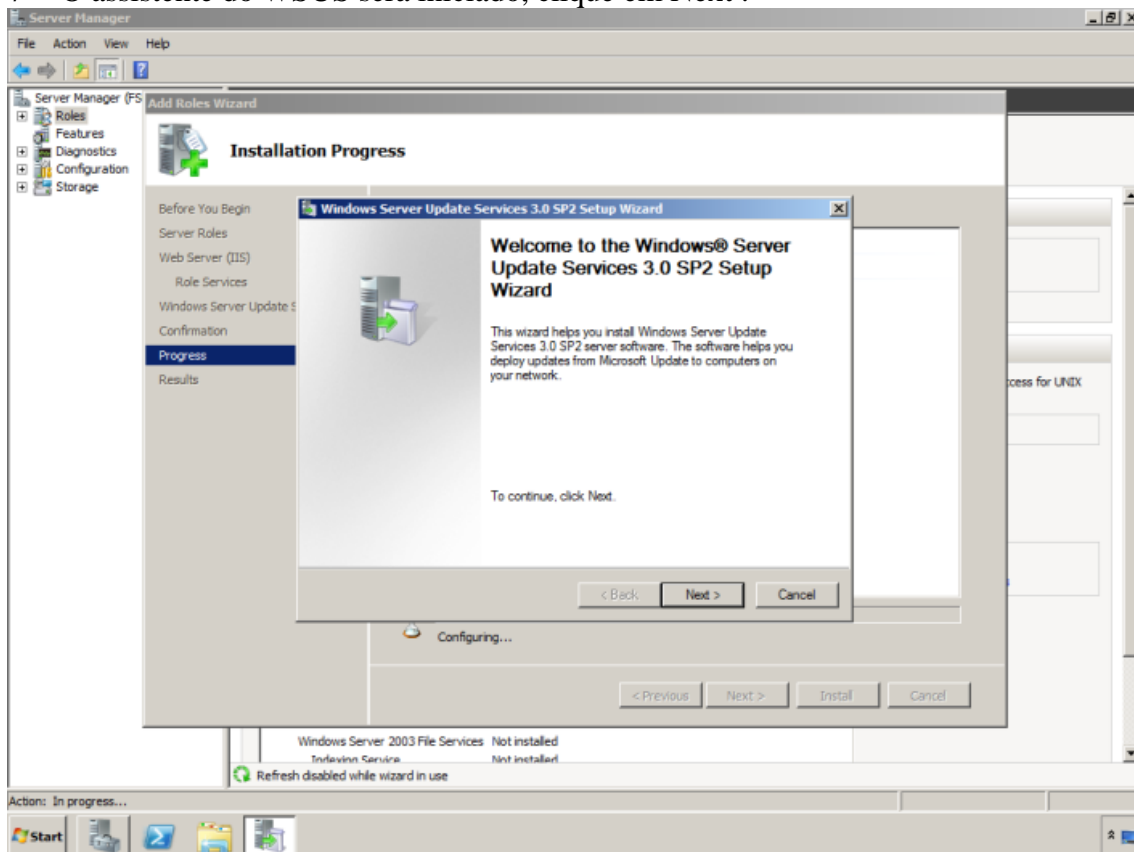 O assistente do WSUS será iniciado, clique em Next .
Server Manager
File Action View Help
Server Manager (FS
Roles
Features
Diagnostics
Configuration
Storage
Add Roles Wizard
Installation Progress
Before You Begin
Server Roles
Web Server (IIS)
Role Services
Windows Server Update S
Confirmation
Progress
Results
Windows Server Update Services 3.0 SP2 Setup Wizard
Welcome to the Windows® Server
Update Services 3.0 SP2 Setup
Wizard
This wizard helps you install Windows Server Update
Services 3.0 SP2 server software. The software helps you
deploy updates from Microsoft Update to computers on
your network.
To continue, click Next.
< Back Next > Cancel
ccess for UNIX
Configuring...
< Previous Next > Install Cancel
Windows Server 2003 File Services Not installed
Indexing Service Not installed
Refresh disabled while wizard in use
Action: In progress...
Start